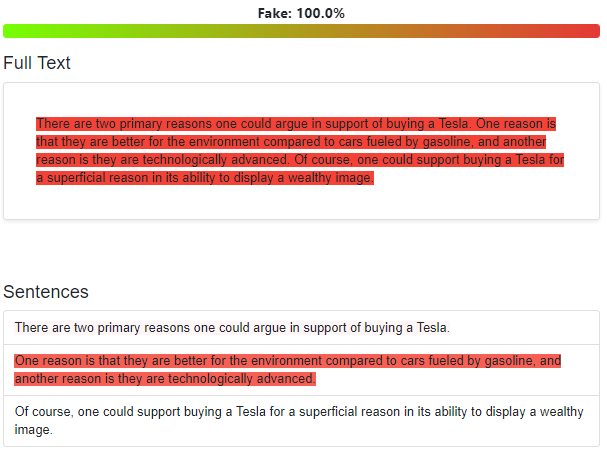 Fake: 100.0%
Full Text
There are two primary reasons one could argue in support of buying a Tesla. One reason is
that they are better for the environment compared to cars fueled by gasoline, and another
reason is they are technologically advanced. Of course, one could support buying a Tesla for
a superficial reason in its ability to display a wealthy image.
Sentences
There are two primary reasons one could argue in support of buying a Tesla.
One reason is that they are better for the environment compared to cars fueled by gasoline, and
another reason is they are technologically advanced.
Of course, one could support buying a Tesla for a superficial reason in its ability to display a wealthy
image.